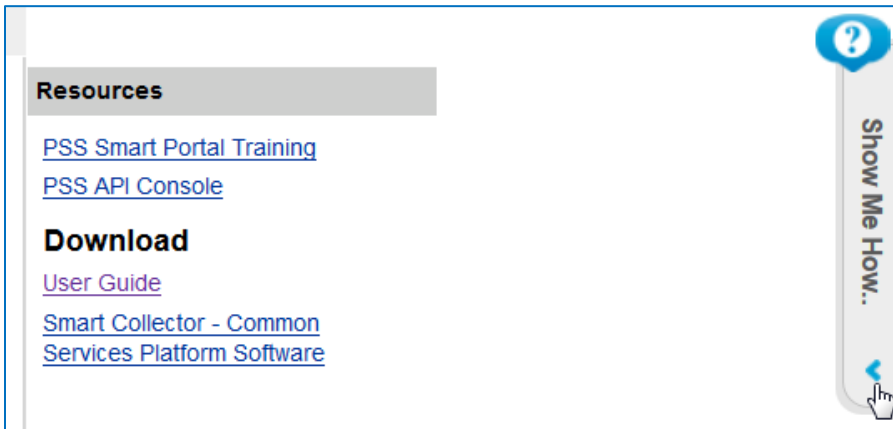 Resources
PSS Smart Portal Training
PSS API Console
Download
User Guide
Smart Collector - Common
Services Platform Software
?
Show Me How..